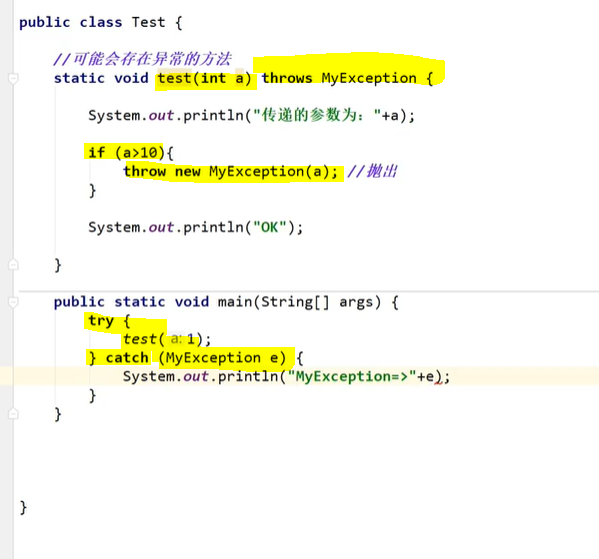 public class Test {
//可能会存在异常的方法
static void test(int a) throws MyException {
System.out.println("传递的参数为："+a);
if (a>10){
throw new MyException(a); //抛出
}
System.out.println("OK");
}
public static void main(String[] args) {
try {
test( a: 1);
} catch (MyException e) {
System.out.println("MyException=>"+e);
}
}
}